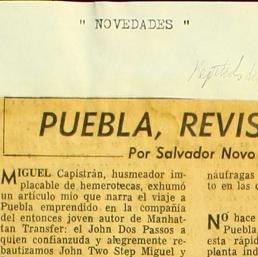 " NOVEDADES "
PUEBLA, REVIS
Por Salvador Novo
MIGUEL Capistrán, husmeador im-
placable de hemerotecas, exhumó
un artículo mío que narra el viaje a
Puebla emprendido en la compañía
del entonces joven autor de Manhat-
tan Transfer: el John Dos Passos a
quien confianzuda y alegremente re-
bautizamos John Two Step Miguel y
náufragas
to en las c
NO hace
Puebla,
esta rápid
planta ind